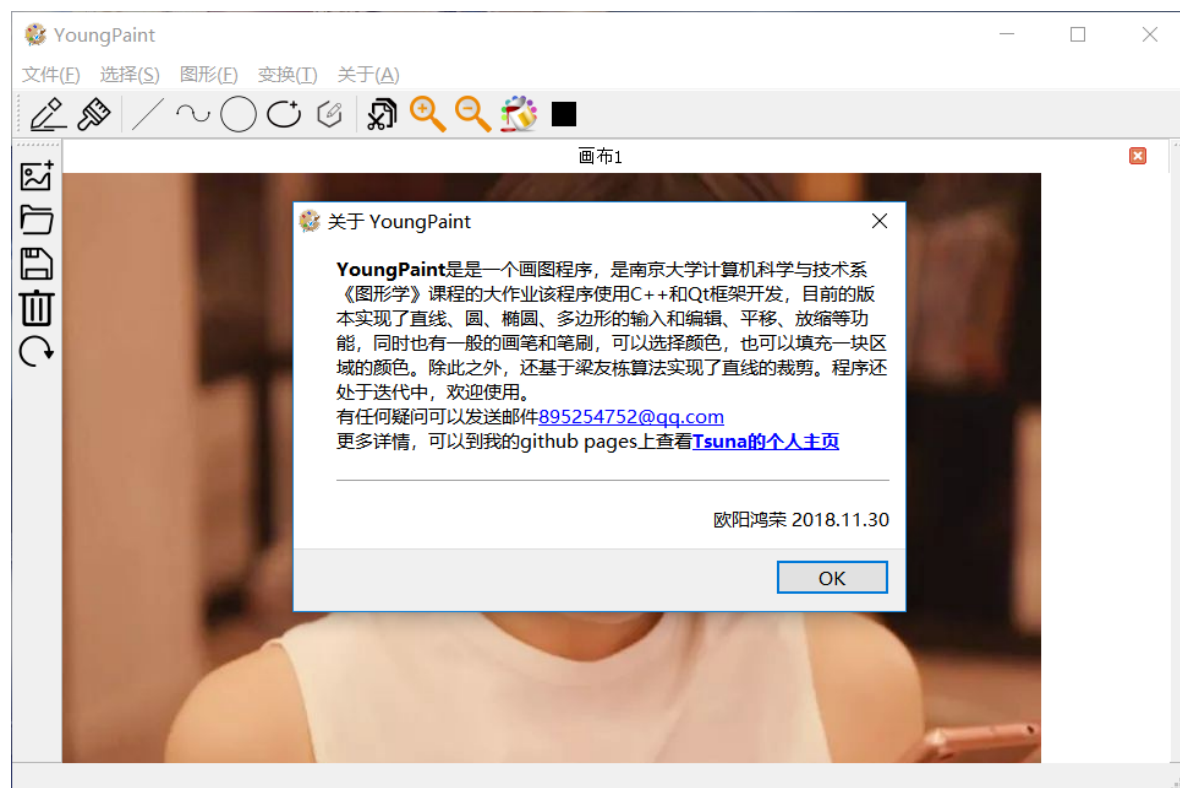 YoungPaint
文件(F) 选择(S) 图形(F) 变换(T) 关于(A)
画布1
关于 YoungPaint
YoungPaint是是一个画图程序，是南京大学计算机科学与技术系
《图形学》课程的大作业该程序使用C++和Qt框架开发，目前的版
本实现了直线、圆、椭圆、多边形的输入和编辑、平移、放缩等功
能，同时也有一般的画笔和笔刷，可以选择颜色，也可以填充一块区
域的颜色。除此之外，还基于梁友栋算法实现了直线的裁剪。程序还
处于迭代中，欢迎使用。
有任何疑问可以发送邮件895254752@qq.com
更多详情，可以到我的github pages上查看Tsuna的个人主页
欧阳鸿荣 2018.11.30
OK